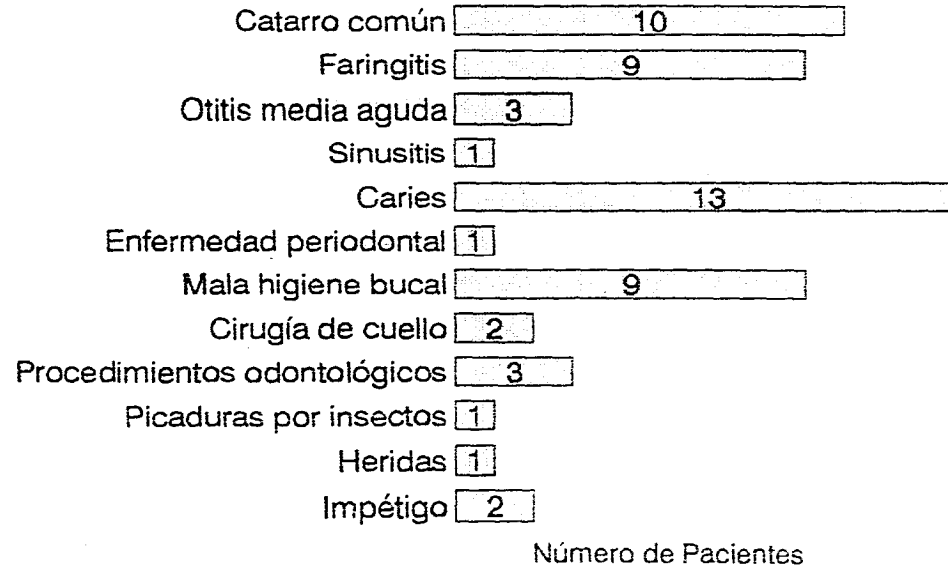 Catarro común 10
Faringitis 9
Otitis media aguda 3
Sinusitis 1
Caries 13
Enfermedad periodontal 1
Mala higiene bucal 9
Cirugía de cuello 2
Procedimientos odontológicos 3
Picaduras por insectos 1
Heridas 1
Impétigo 2
Número de Pacientes